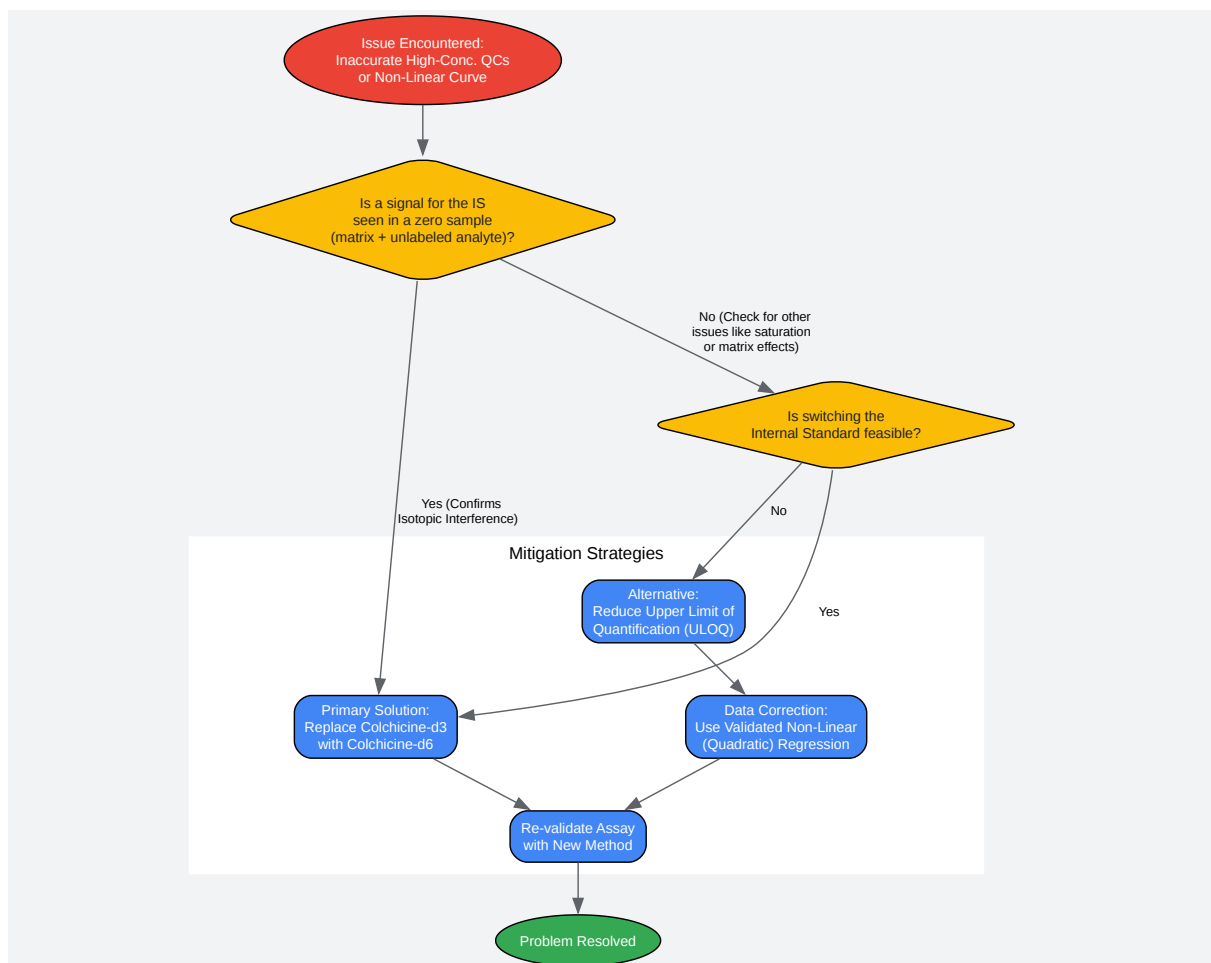 Issue Encountered:
Inaccurate High-Conc. QCs
or Non-Linear Curve
Is a signal for the IS
seen in a zero sample
(matrix + unlabeled analyte)?
No (Check for other
issues like saturation
or matrix effects)
Is switching the
Internal Standard feasible?
Yes (Confirms
Isotopic Interference)
No
Mitigation Strategies
Alternative:
Reduce Upper Limit of
Quantification (ULOQ)
Yes
Primary Solution:
Replace Colchicine-d3
with Colchicine-d6
Data Correction:
Use Validated Non-Linear
(Quadratic) Regression
Re-validate Assay
with New Method
Problem Resolved